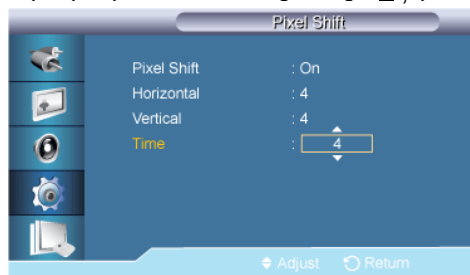 Pixel Shift
Pixel Shift : On
Horizontal : 4
Vertical : 4
Time : 4
Adjust Return